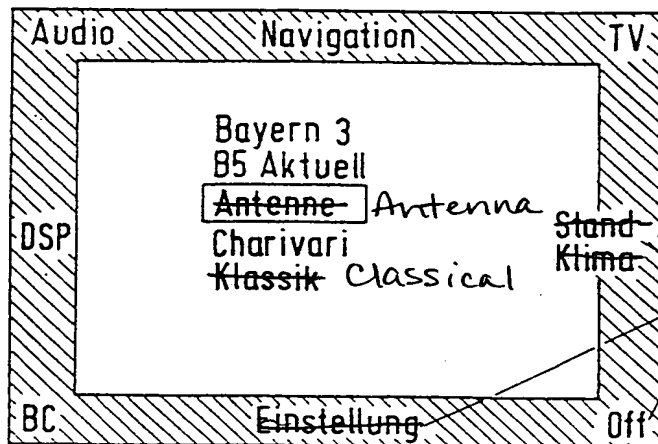 Audio Navigation TV
Bayern 3
B5 Aktuell
Antenne Antenna
DSP
Charivari
Stand
Klima
Klassik Classical
BC Einstellung Off